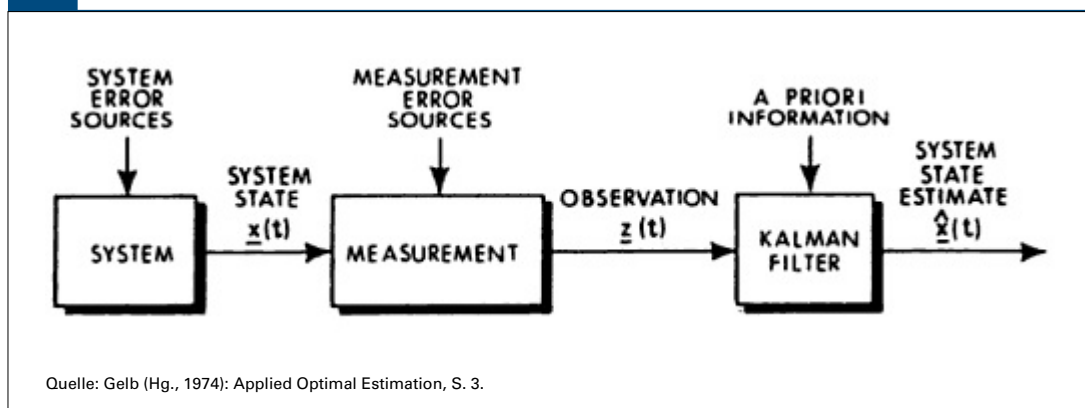 SYSTEM
ERROR
SOURCES
MEASUREMENT
ERROR
SOURCES
A PRIORI
INFORMATION
SYSTEM
STATE
x(t)
OBSERVATION
z(t)
SYSTEM
STATE
ESTIMATE
x̂(t)
SYSTEM
MEASUREMENT
KALMAN
FILTER
Quelle: Gelb (Hg., 1974): Applied Optimal Estimation, S. 3.